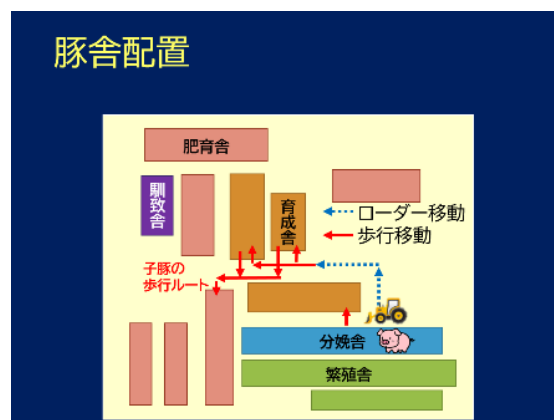 豚舎配置
肥育舎
馴致舎
育成舎
ローダー移動
歩行移動
子豚の
歩行ルート
分娩舎
繁殖舎